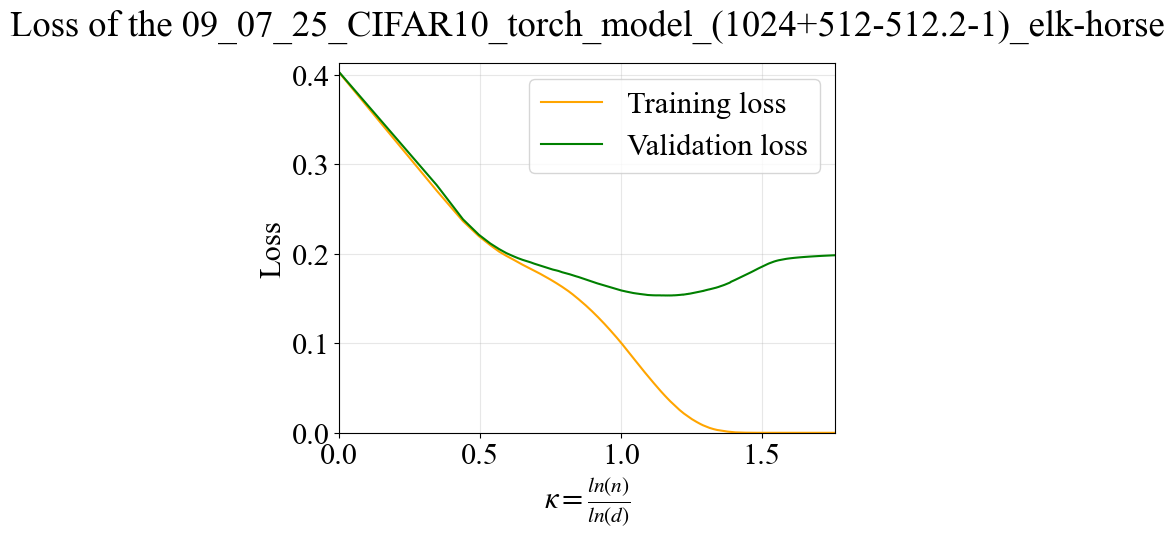 Loss of the 09_07_25_CIFAR10_torch_model_(1024+512-512.2-1)_elk-horse
0.4
0.3
0.2
0.1
0.0
Loss
Training loss
Validation loss
0.0 0.5 1.0 1.5
κ = ln(n)/ln(d)